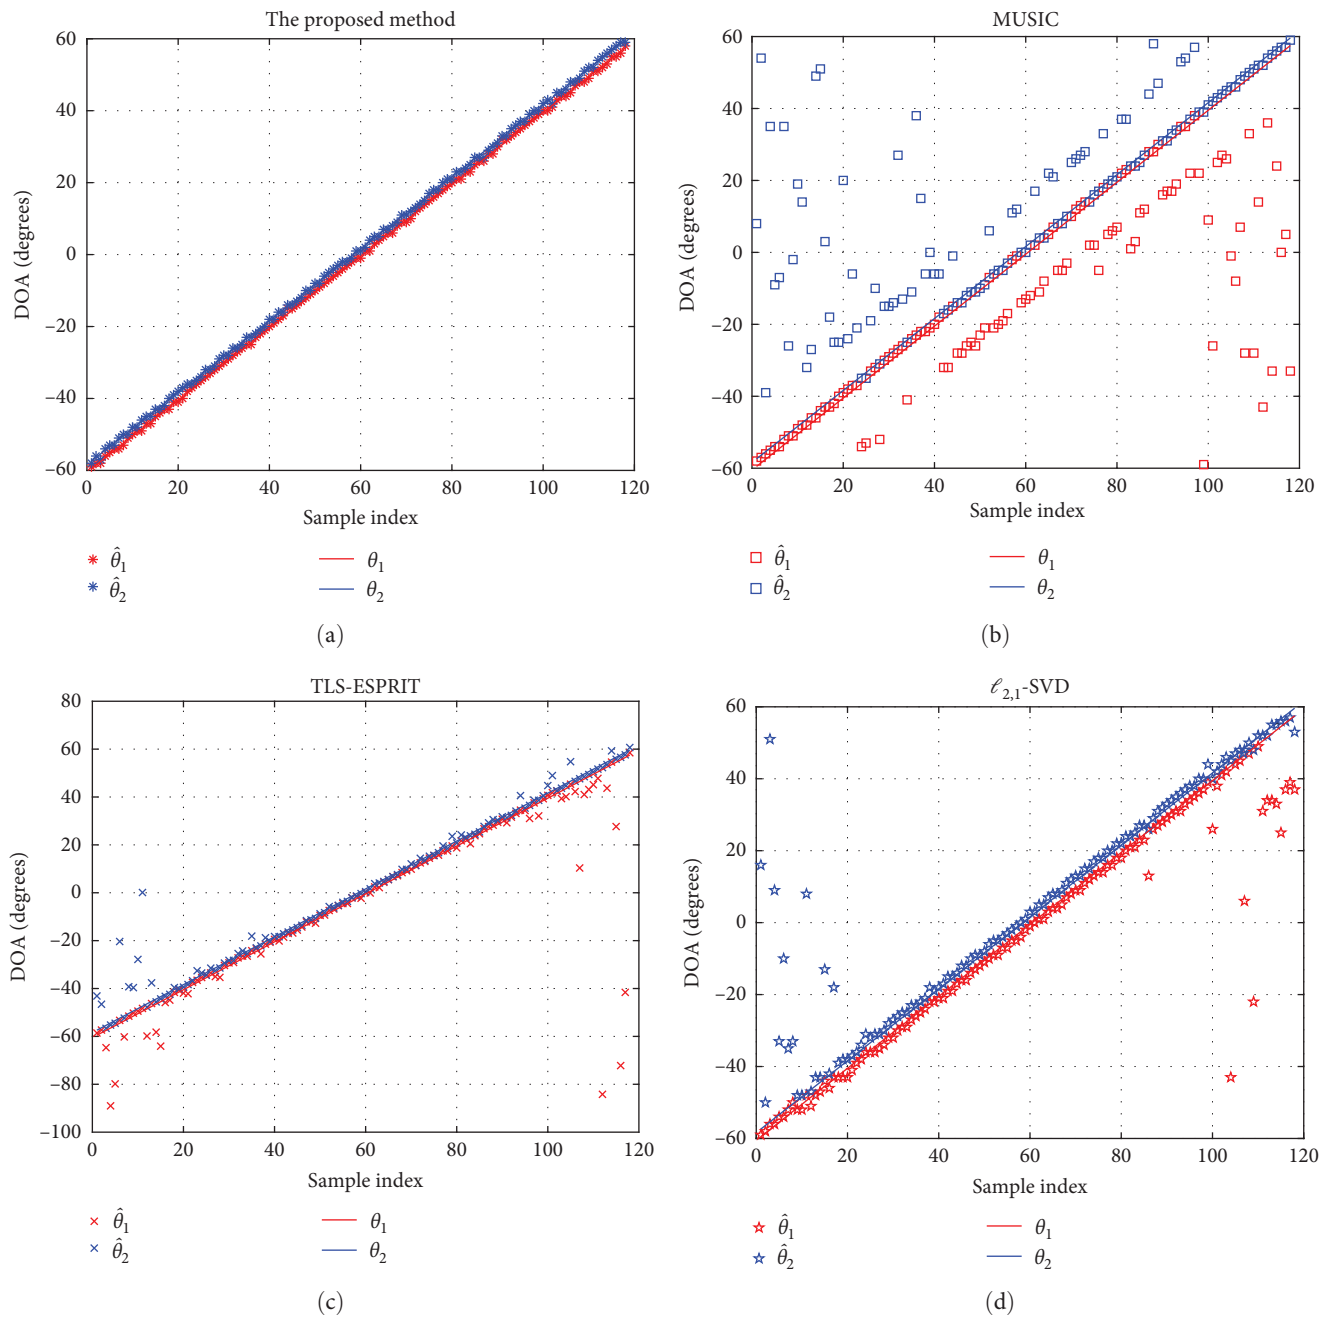 The proposed method
60
40
20
0
−20
−40
−60
DOA (degrees)
0 20 40 60 80 100 120
Sample index
θ̂1 θ1
θ̂2 θ2
(a)
MUSIC
60
40
20
0
−20
−40
−60
DOA (degrees)
0 20 40 60 80 100 120
Sample index
θ̂1 θ1
θ̂2 θ2
(b)
TLS-ESPRIT
80
60
40
20
0
−20
−40
−60
−80
−100
DOA (degrees)
0 20 40 60 80 100 120
Sample index
θ̂1 θ1
θ̂2 θ2
(c)
ℓ2,1-SVD
60
40
20
0
−20
−40
−60
DOA (degrees)
0 20 40 60 80 100 120
Sample index
θ̂1 θ1
θ̂2 θ2
(d)